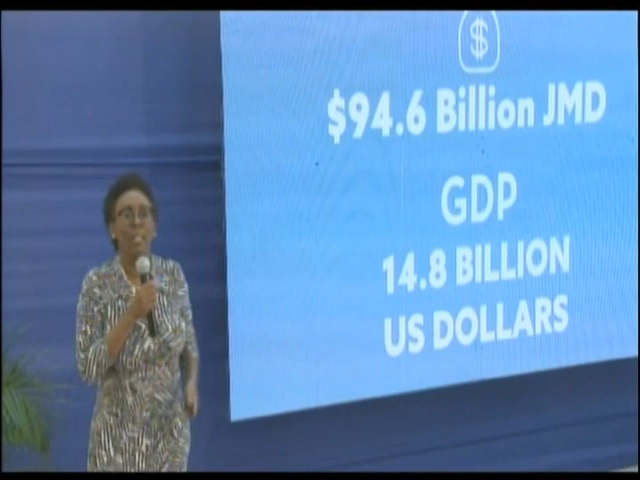 $
$94.6 Billion JMD
GDP
14.8 BILLION
US DOLLARS